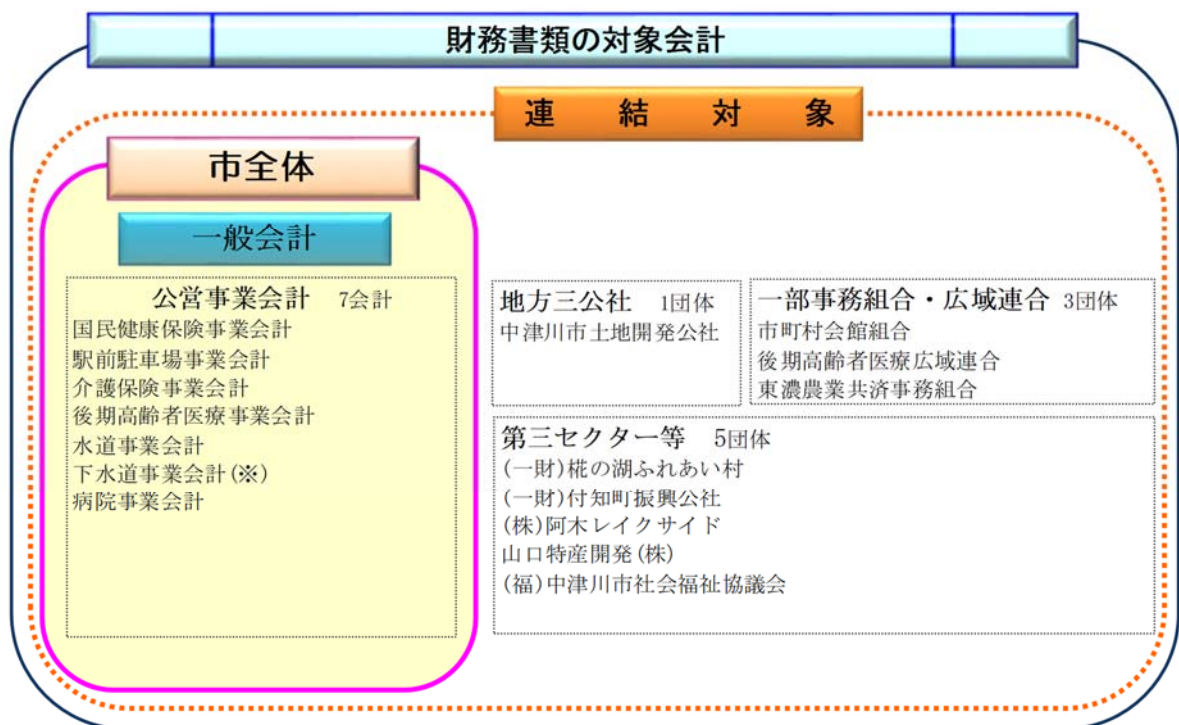 財務書類の対象会計
連結対象
市全体
一般会計
公営事業会計 7会計
国民健康保険事業会計
駅前駐車場事業会計
介護保険事業会計
後期高齢者医療事業会計
水道事業会計
下水道事業会計(※)
病院事業会計
地方三公社 1団体
中津川市土地開発公社
一部事務組合・広域連合 3団体
市町村会館組合
後期高齢者医療広域連合
東濃農業共済事務組合
第三セクター等 5団体
(一財)椛の湖ふれあい村
(一財)付知町振興公社
(株)阿木レイクサイド
山口特産開発(株)
(福)中津川市社会福祉協議会